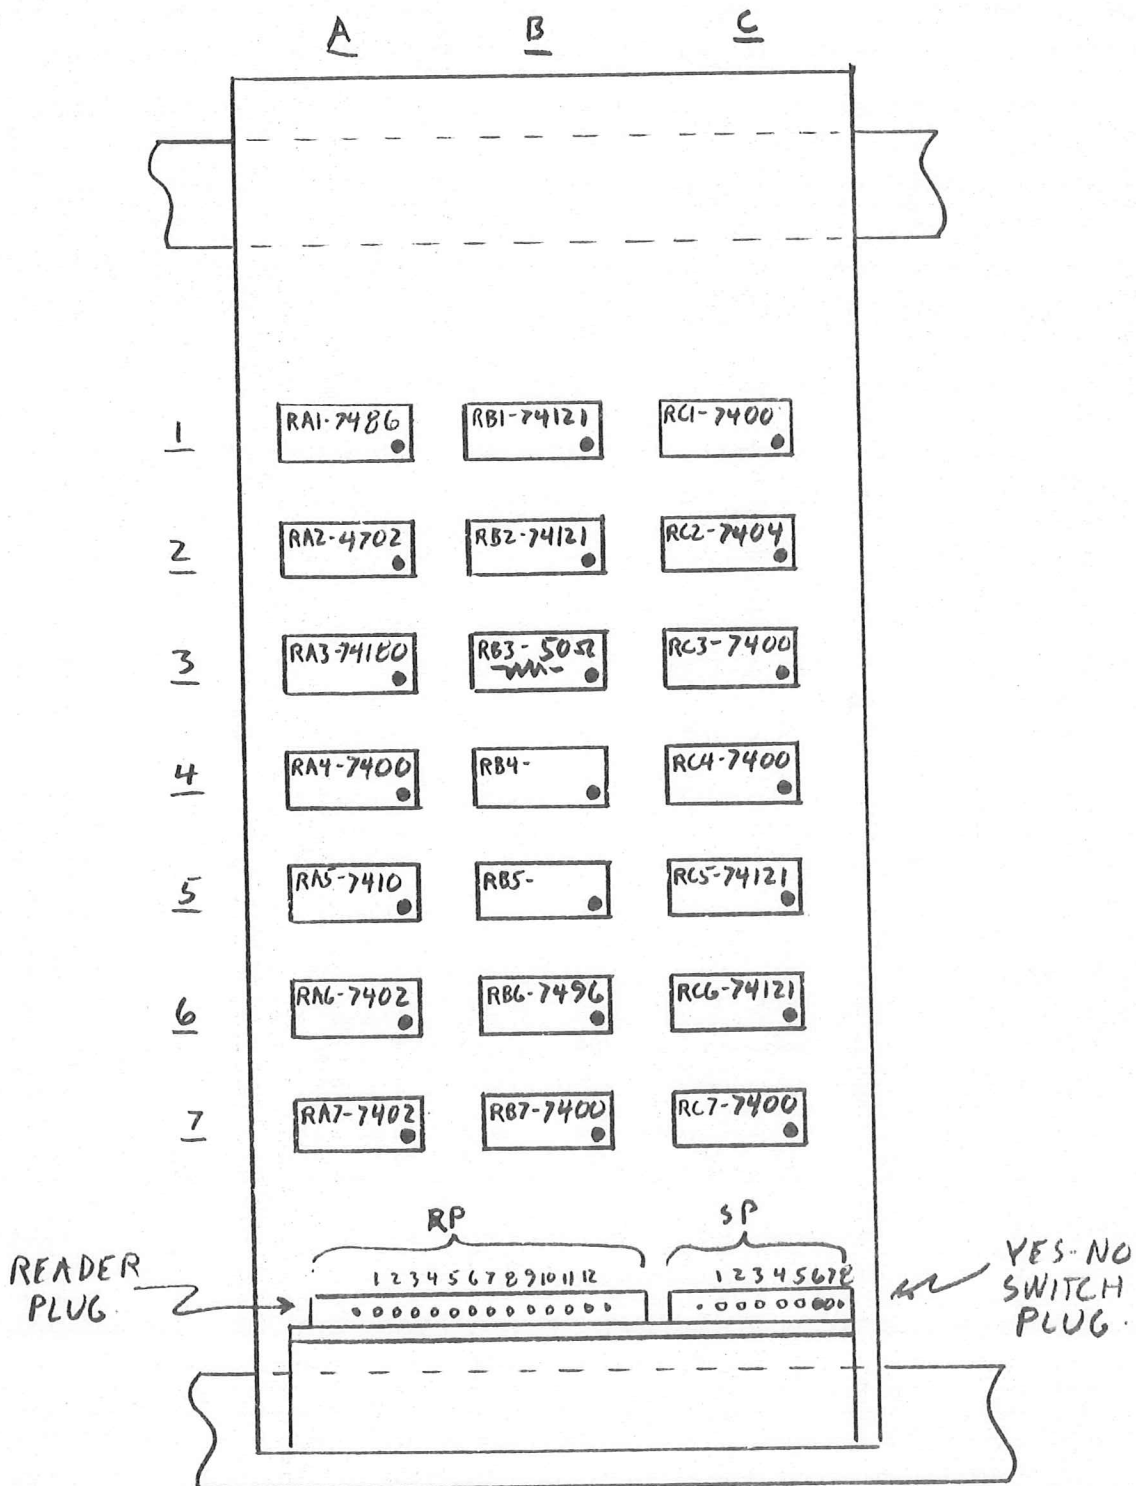 A B C
1 RA1-7486 RB1-74121 RC1-7400
2 RA2-4702 RB2-74121 RC2-7404
3 RA3-74180 RB3-50Ω RC3-7400
4 RA4-7400 RB4- RC4-7400
5 RA5-7410 RB5- RC5-74121
6 RA6-7402 RB6-7496 RC6-74121
7 RA7-7402 RB7-7400 RC7-7400
RP SP
1 2 3 4 5 6 7 8 9 10 11 12 1 2 3 4 5 6 7 8
READER
PLUG.
YES-NO
SWITCH
PLUG.